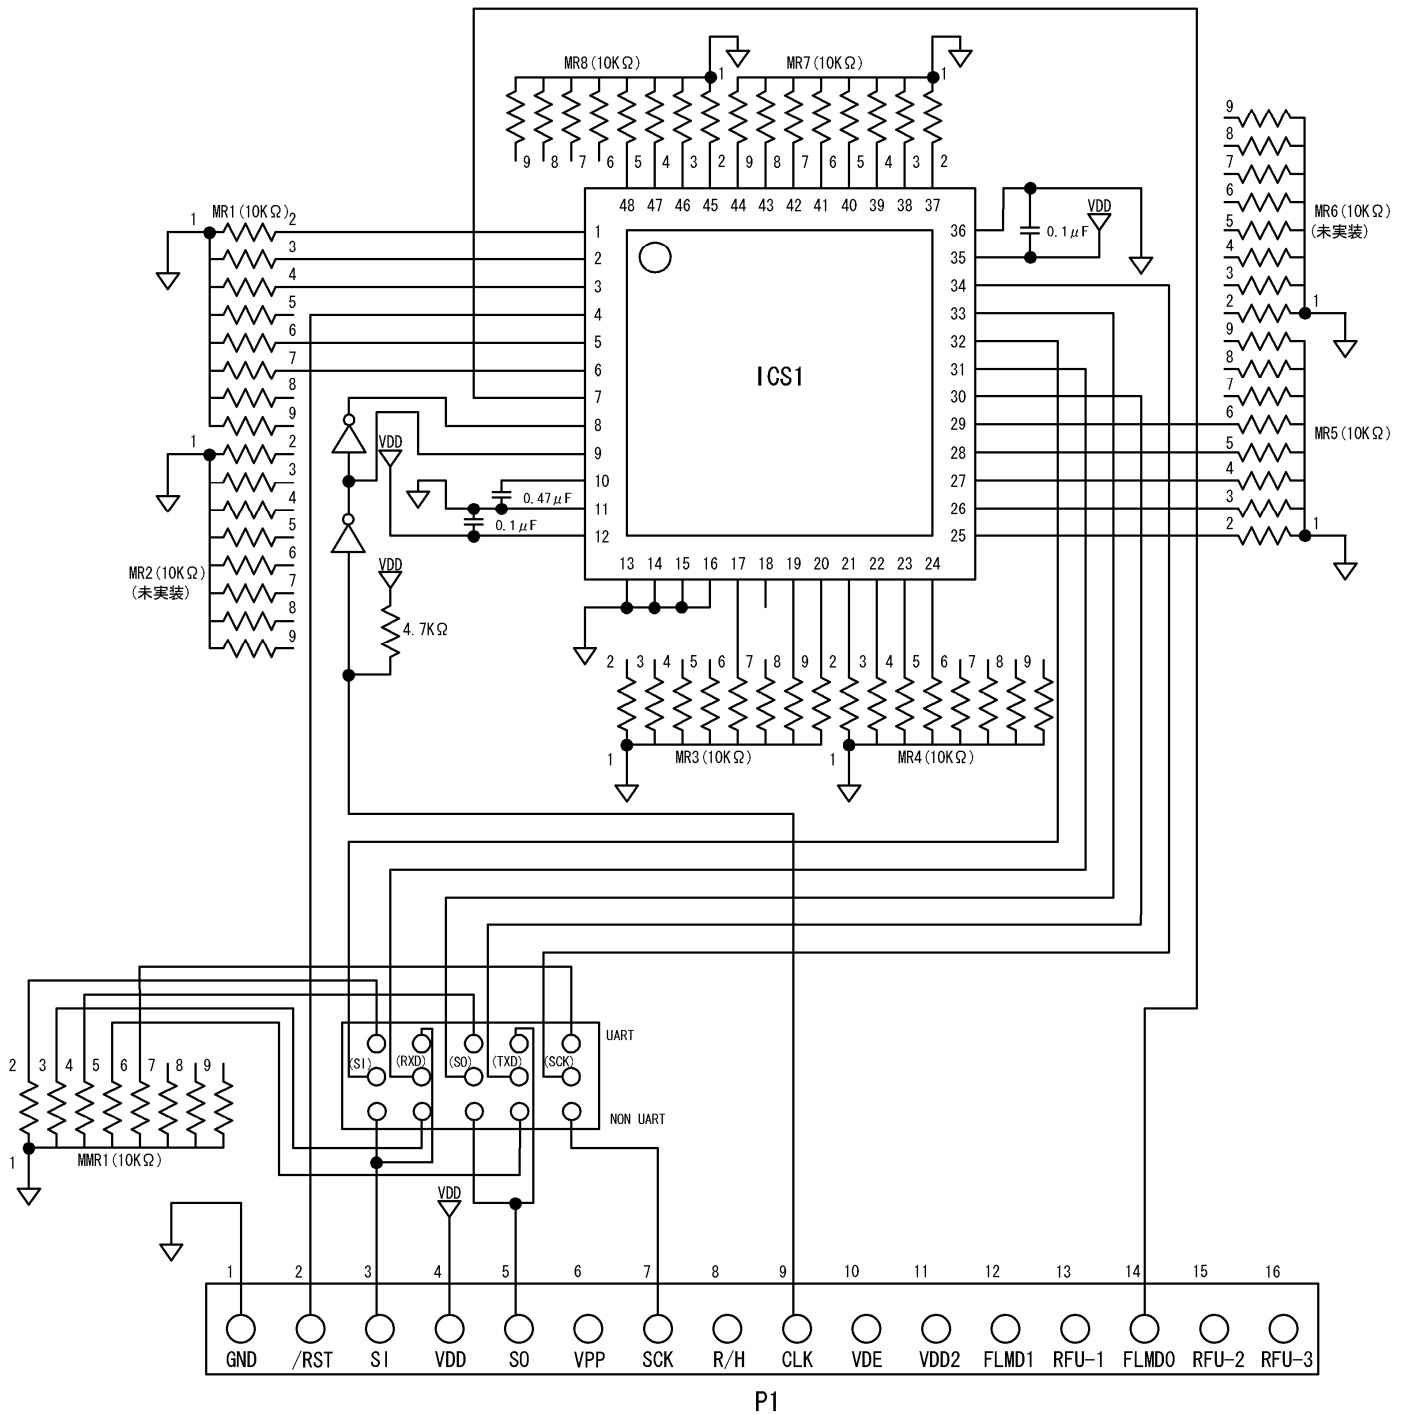 MR8(10KΩ)
1
MR7(10KΩ)
1
9 8 7 6 5 4 3 2 9 8 7 6 5 4 3 2
48 47 46 45 44 43 42 41 40 39 38 37
MR1(10KΩ)
1
2
3
4
5
6
7
8
9
1
2
3
4
5
6
7
8
9
MR2(10KΩ)
(未実装)
1
2
3
4
5
6
7
8
9
10
11
12
VDD
0.47μF
0.1μF
VDD
4.7KΩ
ICS1
36
35
34
33
32
31
30
29
28
27
26
25
VDD
0.1μF
9
8
7
6
5
4
3
2
1
MR6(10KΩ)
(未実装)
9
8
7
6
5
4
3
2
1
MR5(10KΩ)
13 14 15 16 17 18 19 20 21 22 23 24
2 3 4 5 6 7 8 9 2 3 4 5 6 7 8 9
1
MR3(10KΩ)
1
MR4(10KΩ)
UART
(SI) (RXD) (SO) (TXD) (SCK)
NON UART
2 3 4 5 6 7 8 9
1
MMR1(10KΩ)
VDD
1 2 3 4 5 6 7 8 9 10 11 12 13 14 15 16
GND /RST SI VDD SO VPP SCK R/H CLK VDE VDD2 FLMD1 RFU-1 FLMD0 RFU-2 RFU-3
P1